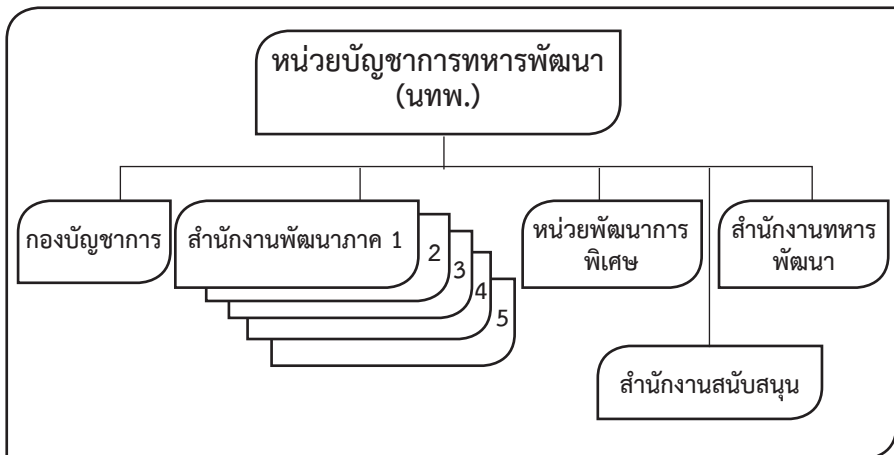 หน่วยบัญชาการทหารพัฒนา
(นทพ.)
กองบัญชาการ
สำนักงานพัฒนาภาค 1
2
3
4
5
หน่วยพัฒนาการ
พิเศษ
สำนักงานทหาร
พัฒนา
สำนักงานสนับสนุน